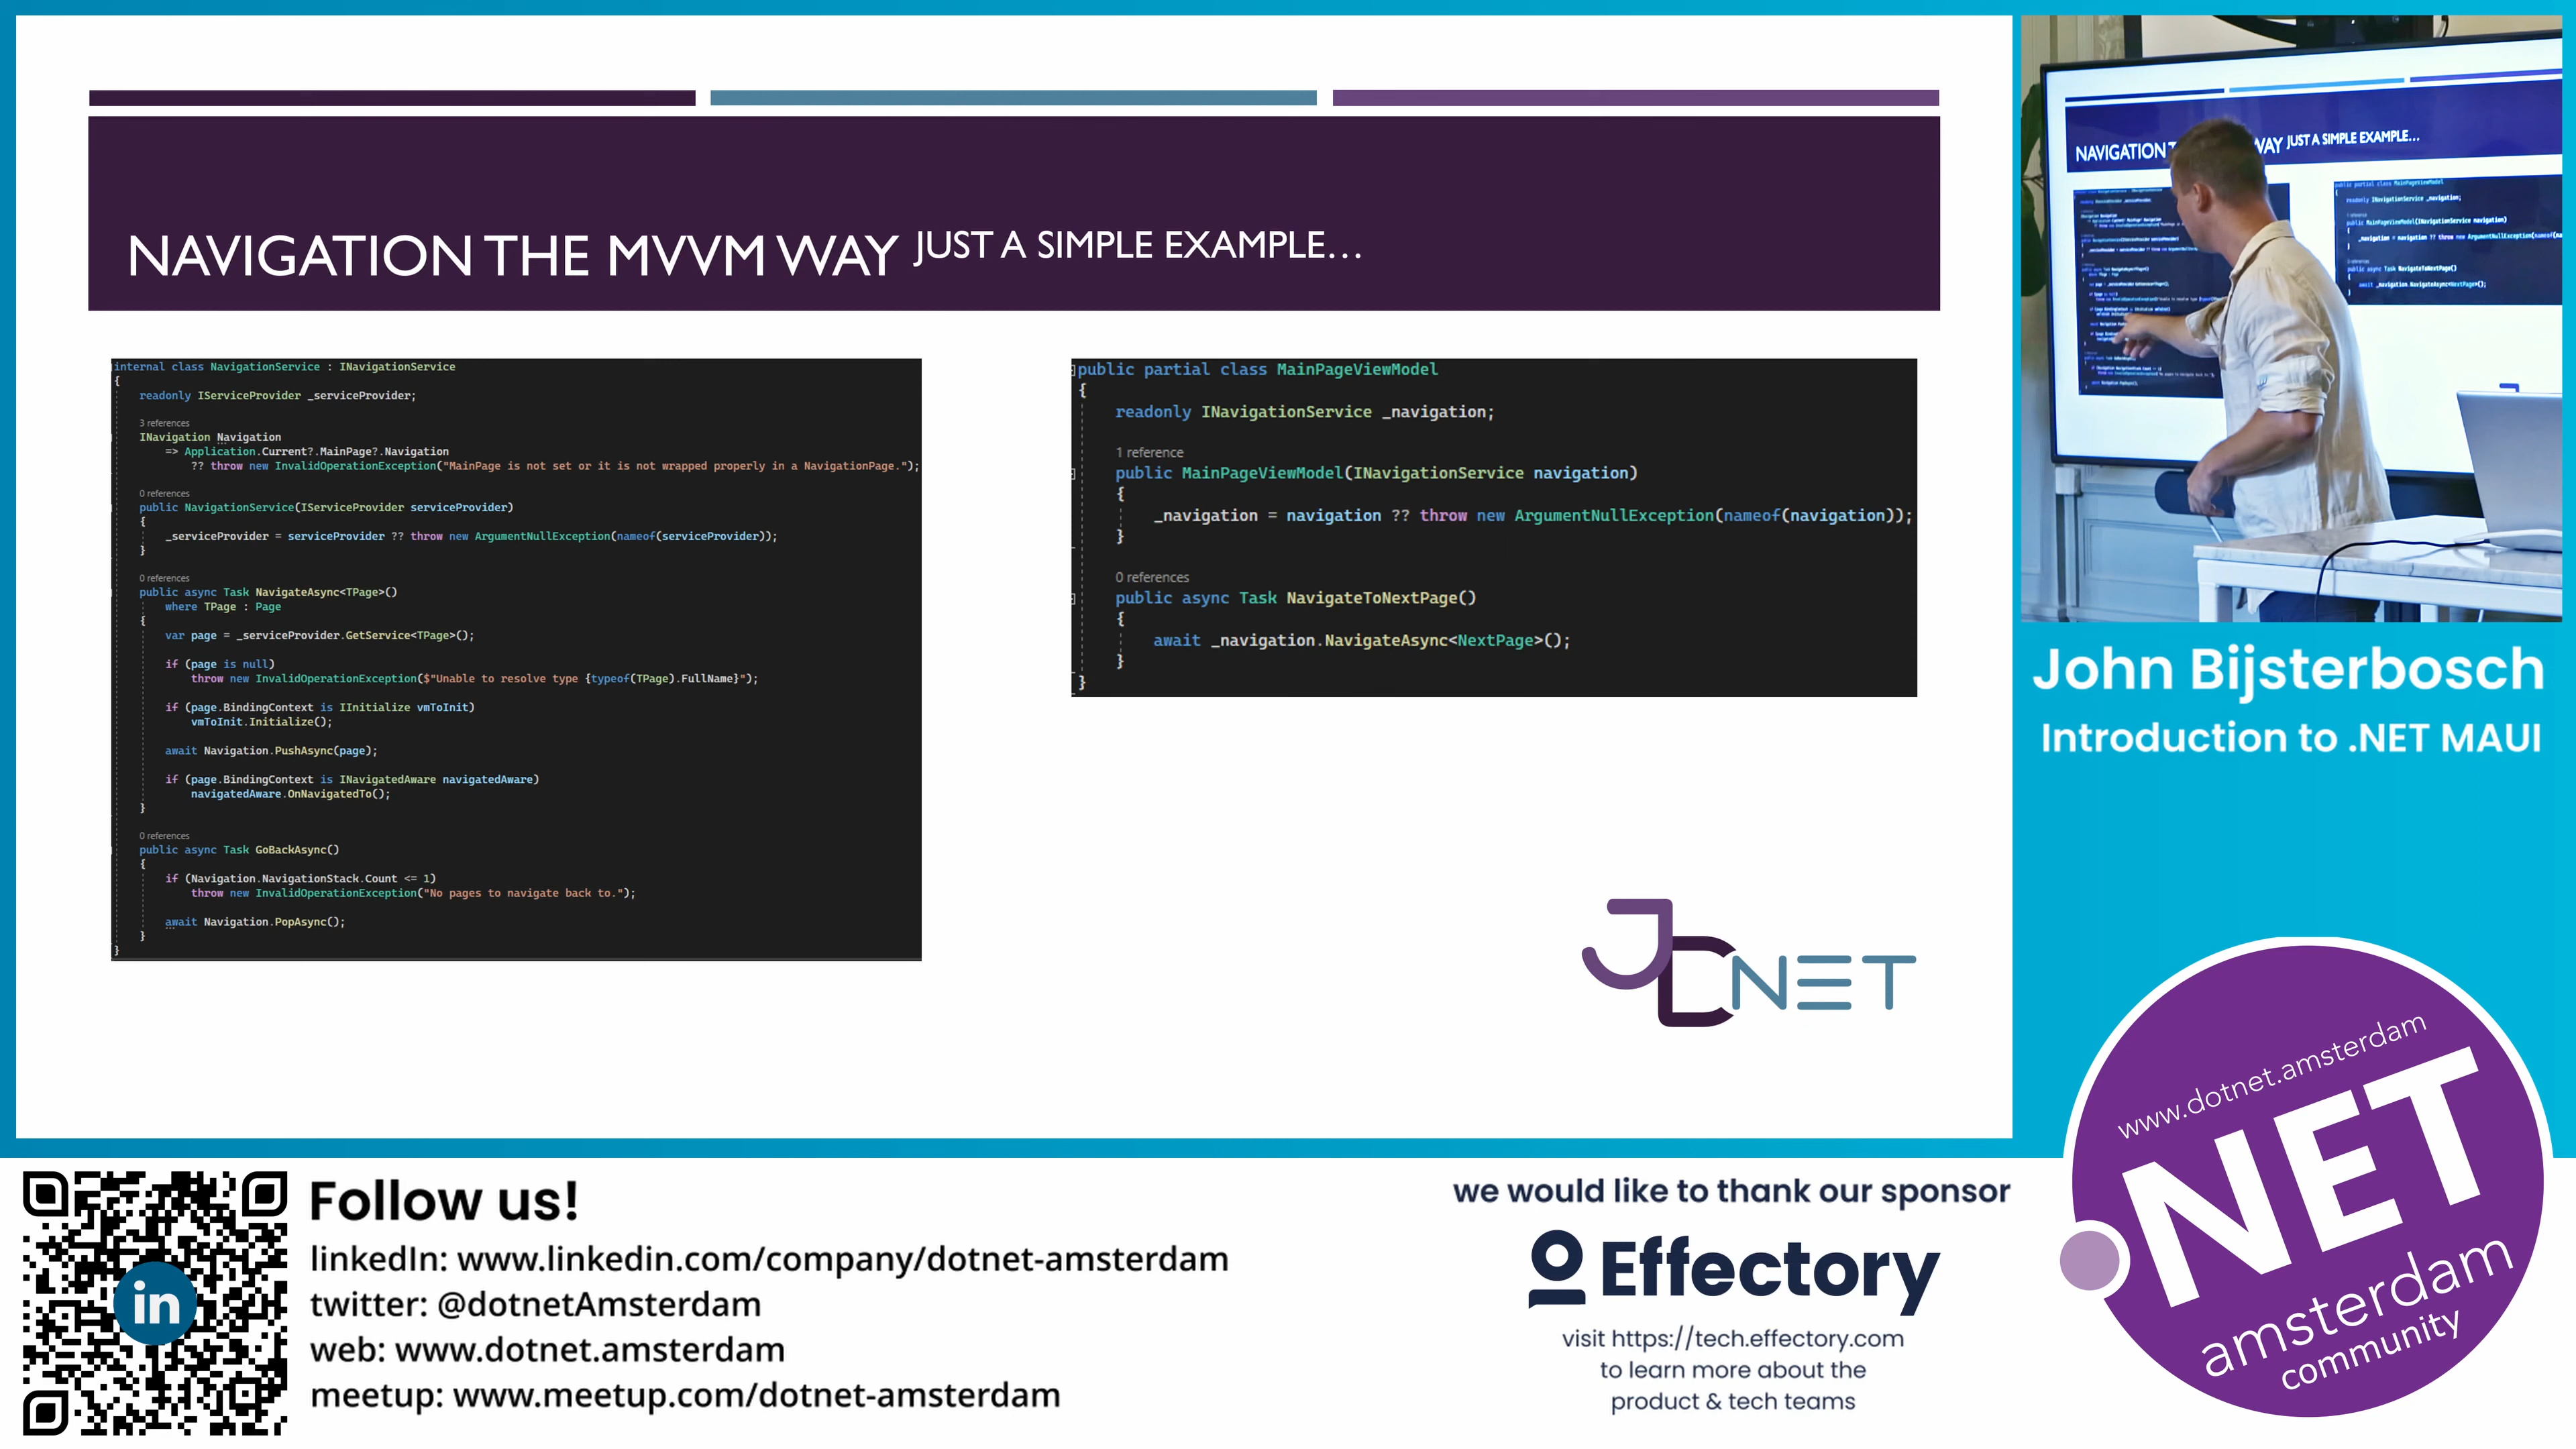 NAVIGATION THE MVVM WAY JUST A SIMPLE EXAMPLE...
internal class NavigationService : INavigationService
{
readonly IServiceProvider _serviceProvider;
3 references
INavigation Navigation
=> Application.Current?.MainPage?.Navigation
?? throw new InvalidOperationException("MainPage is not set or it is not wrapped properly in a NavigationPage.");
0 references
public NavigationService(IServiceProvider serviceProvider)
{
_serviceProvider = serviceProvider ?? throw new ArgumentNullException(nameof(serviceProvider));
}
0 references
public async Task NavigateAsync<TPage>()
where TPage : Page
{
var page = _serviceProvider.GetService<TPage>();
if (page is null)
throw new InvalidOperationException($"Unable to resolve type {typeof(TPage).FullName}");
if (page.BindingContext is IInitialize vmToInit)
vmToInit.Initialize();
await Navigation.PushAsync(page);
if (page.BindingContext is INavigatedAware navigatedAware)
navigatedAware.OnNavigatedTo();
}
0 references
public async Task GoBackAsync()
{
if (Navigation.NavigationStack.Count <= 1)
throw new InvalidOperationException("No pages to navigate back to.");
await Navigation.PopAsync();
}
}
public partial class MainPageViewModel
{
readonly INavigationService _navigation;
1 reference
public MainPageViewModel(INavigationService navigation)
{
_navigation = navigation ?? throw new ArgumentNullException(nameof(navigation));
}
0 references
public async Task NavigateToNextPage()
{
await _navigation.NavigateAsync<NextPage>();
}
}
JDNET
NAVIGATION WAY JUST A SIMPLE EXAMPLE...
John Bijsterbosch
Introduction to .NET MAUI
Follow us!
linkedIn: www.linkedin.com/company/dotnet-amsterdam
twitter: @dotnetAmsterdam
web: www.dotnet.amsterdam
meetup: www.meetup.com/dotnet-amsterdam
in
we would like to thank our sponsor
Effectory
visit https://tech.effectory.com
to learn more about the
product & tech teams
www.dotnet.amsterdam
.NET
amsterdam
community